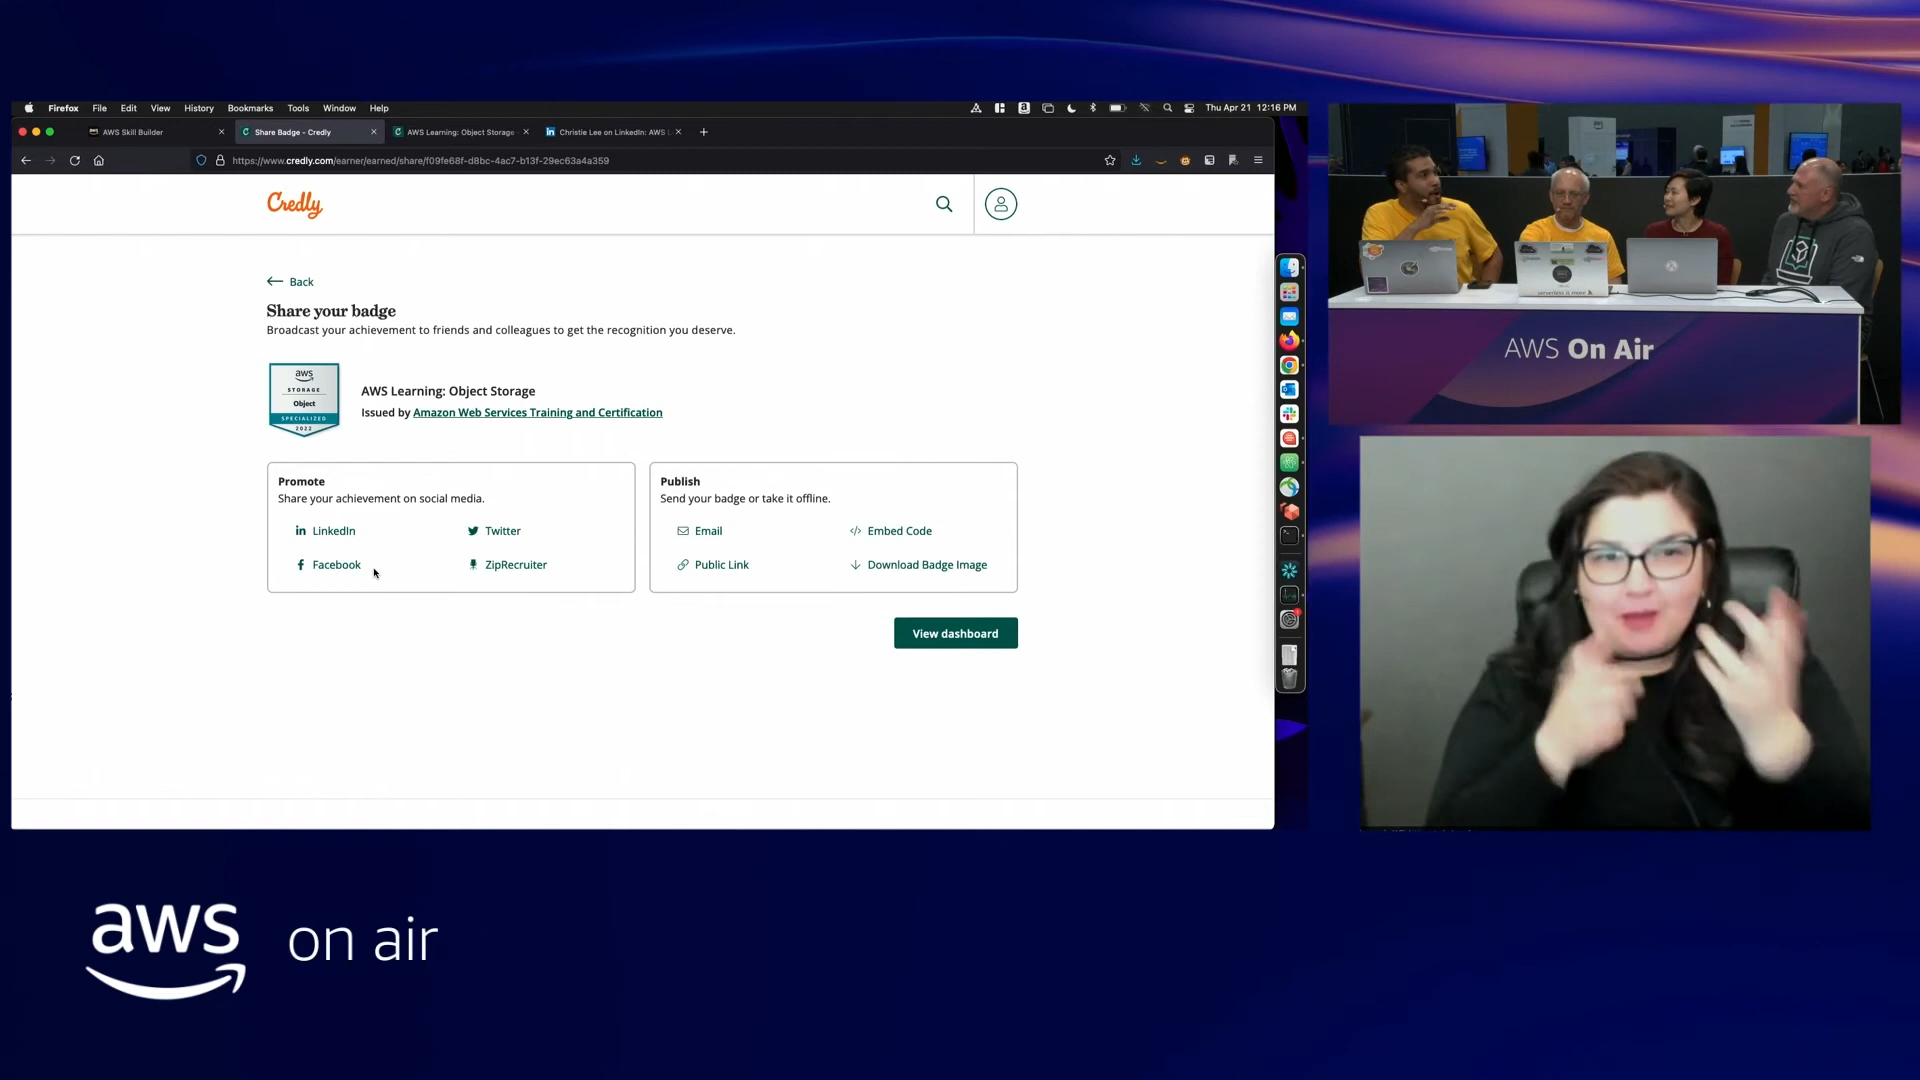 Firefox File Edit View History Bookmarks Tools Window Help
Thu Apr 21 12:16 PM
AWS Skill Builder
Share Badge - Credly
AWS Learning: Object Storage
Christie Lee on LinkedIn: AWS
https://www.credly.com/earner/earned/share/f09fe68f-d8bc-4ac7-b13f-29ec63a4a359
Credly
Back
Share your badge
Broadcast your achievement to friends and colleagues to get the recognition you deserve.
aws
STORAGE
Object
SPECIALIZED
2022
AWS Learning: Object Storage
Issued by Amazon Web Services Training and Certification
Promote
Share your achievement on social media.
LinkedIn
Twitter
Facebook
ZipRecruiter
Publish
Send your badge or take it offline.
Email
Embed Code
Public Link
Download Badge Image
View dashboard
AWS On Air
serverless is more
aws on air